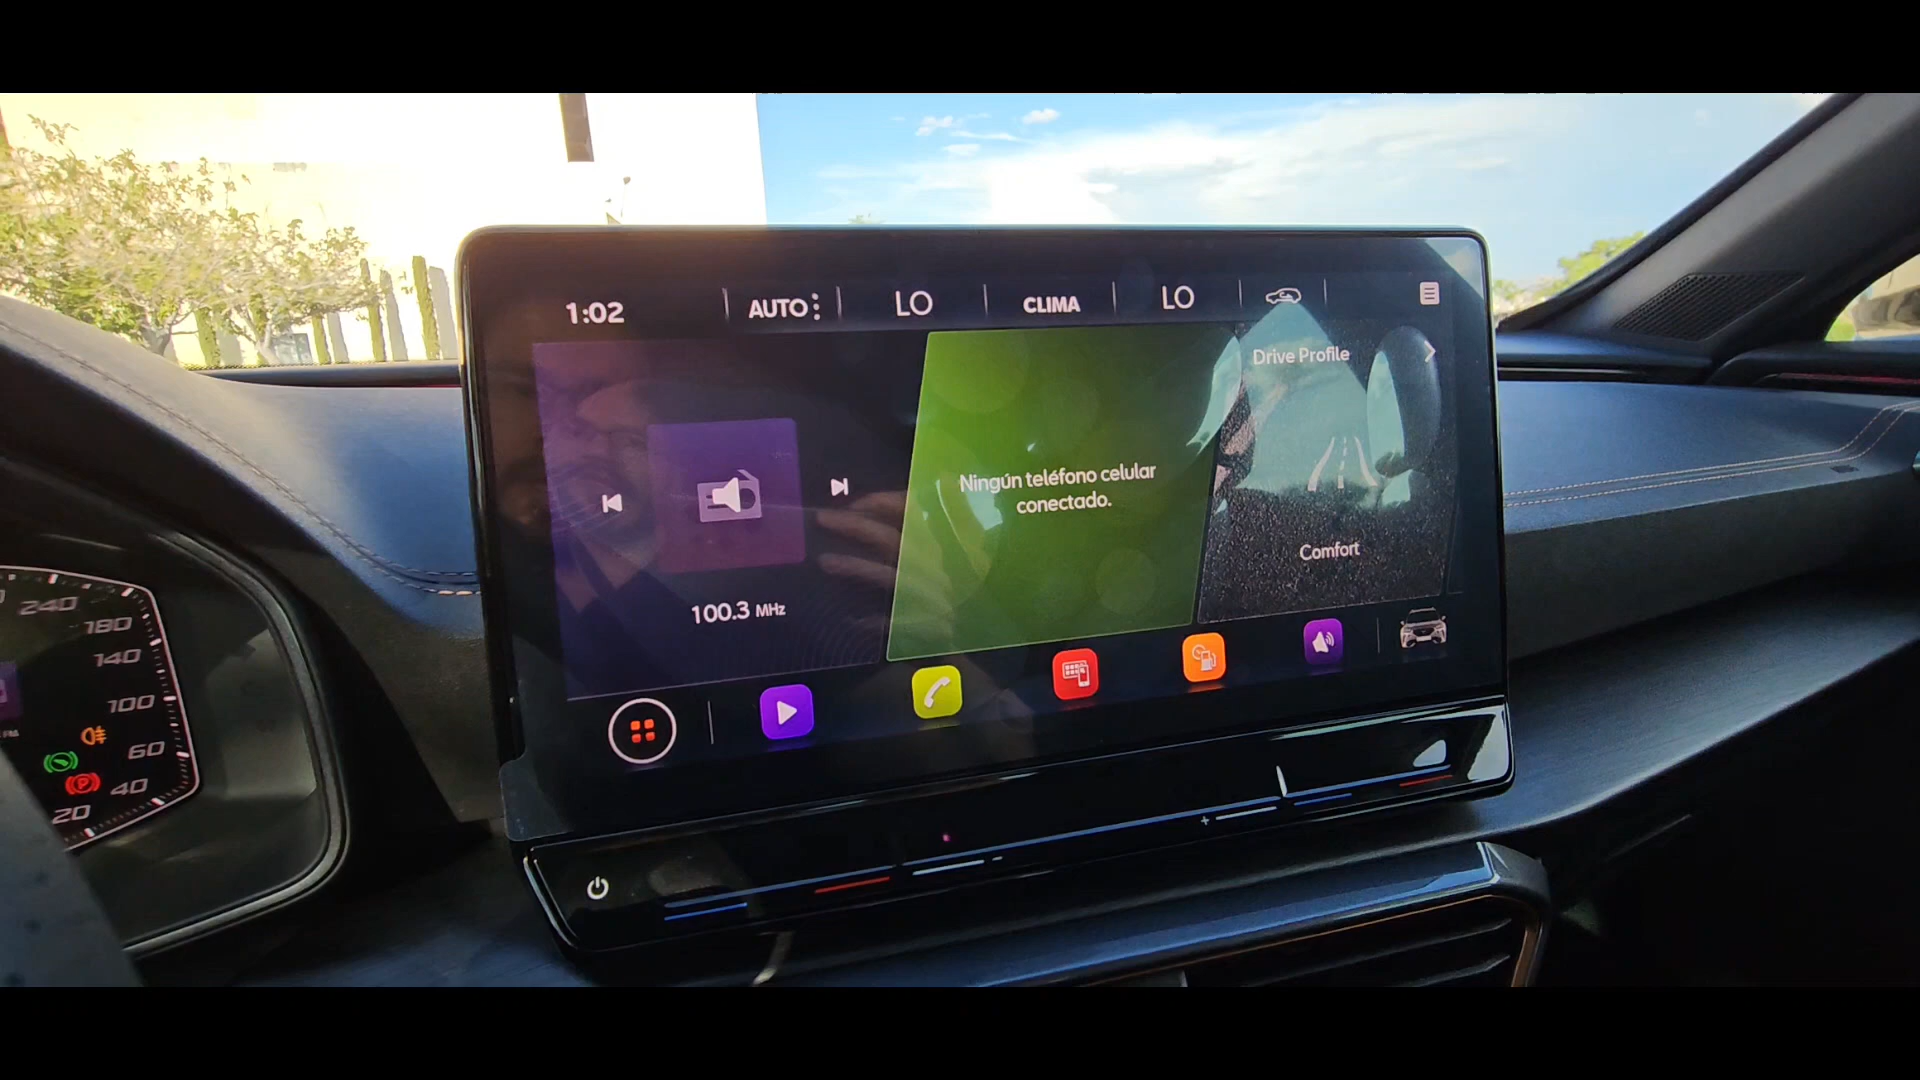 1:02
AUTO
LO
CLIMA
LO
100.3 MHz
Ningún teléfono celular
conectado.
Drive Profile
Comfort
240
180
140
100
60
40
20
FM
P
+
-